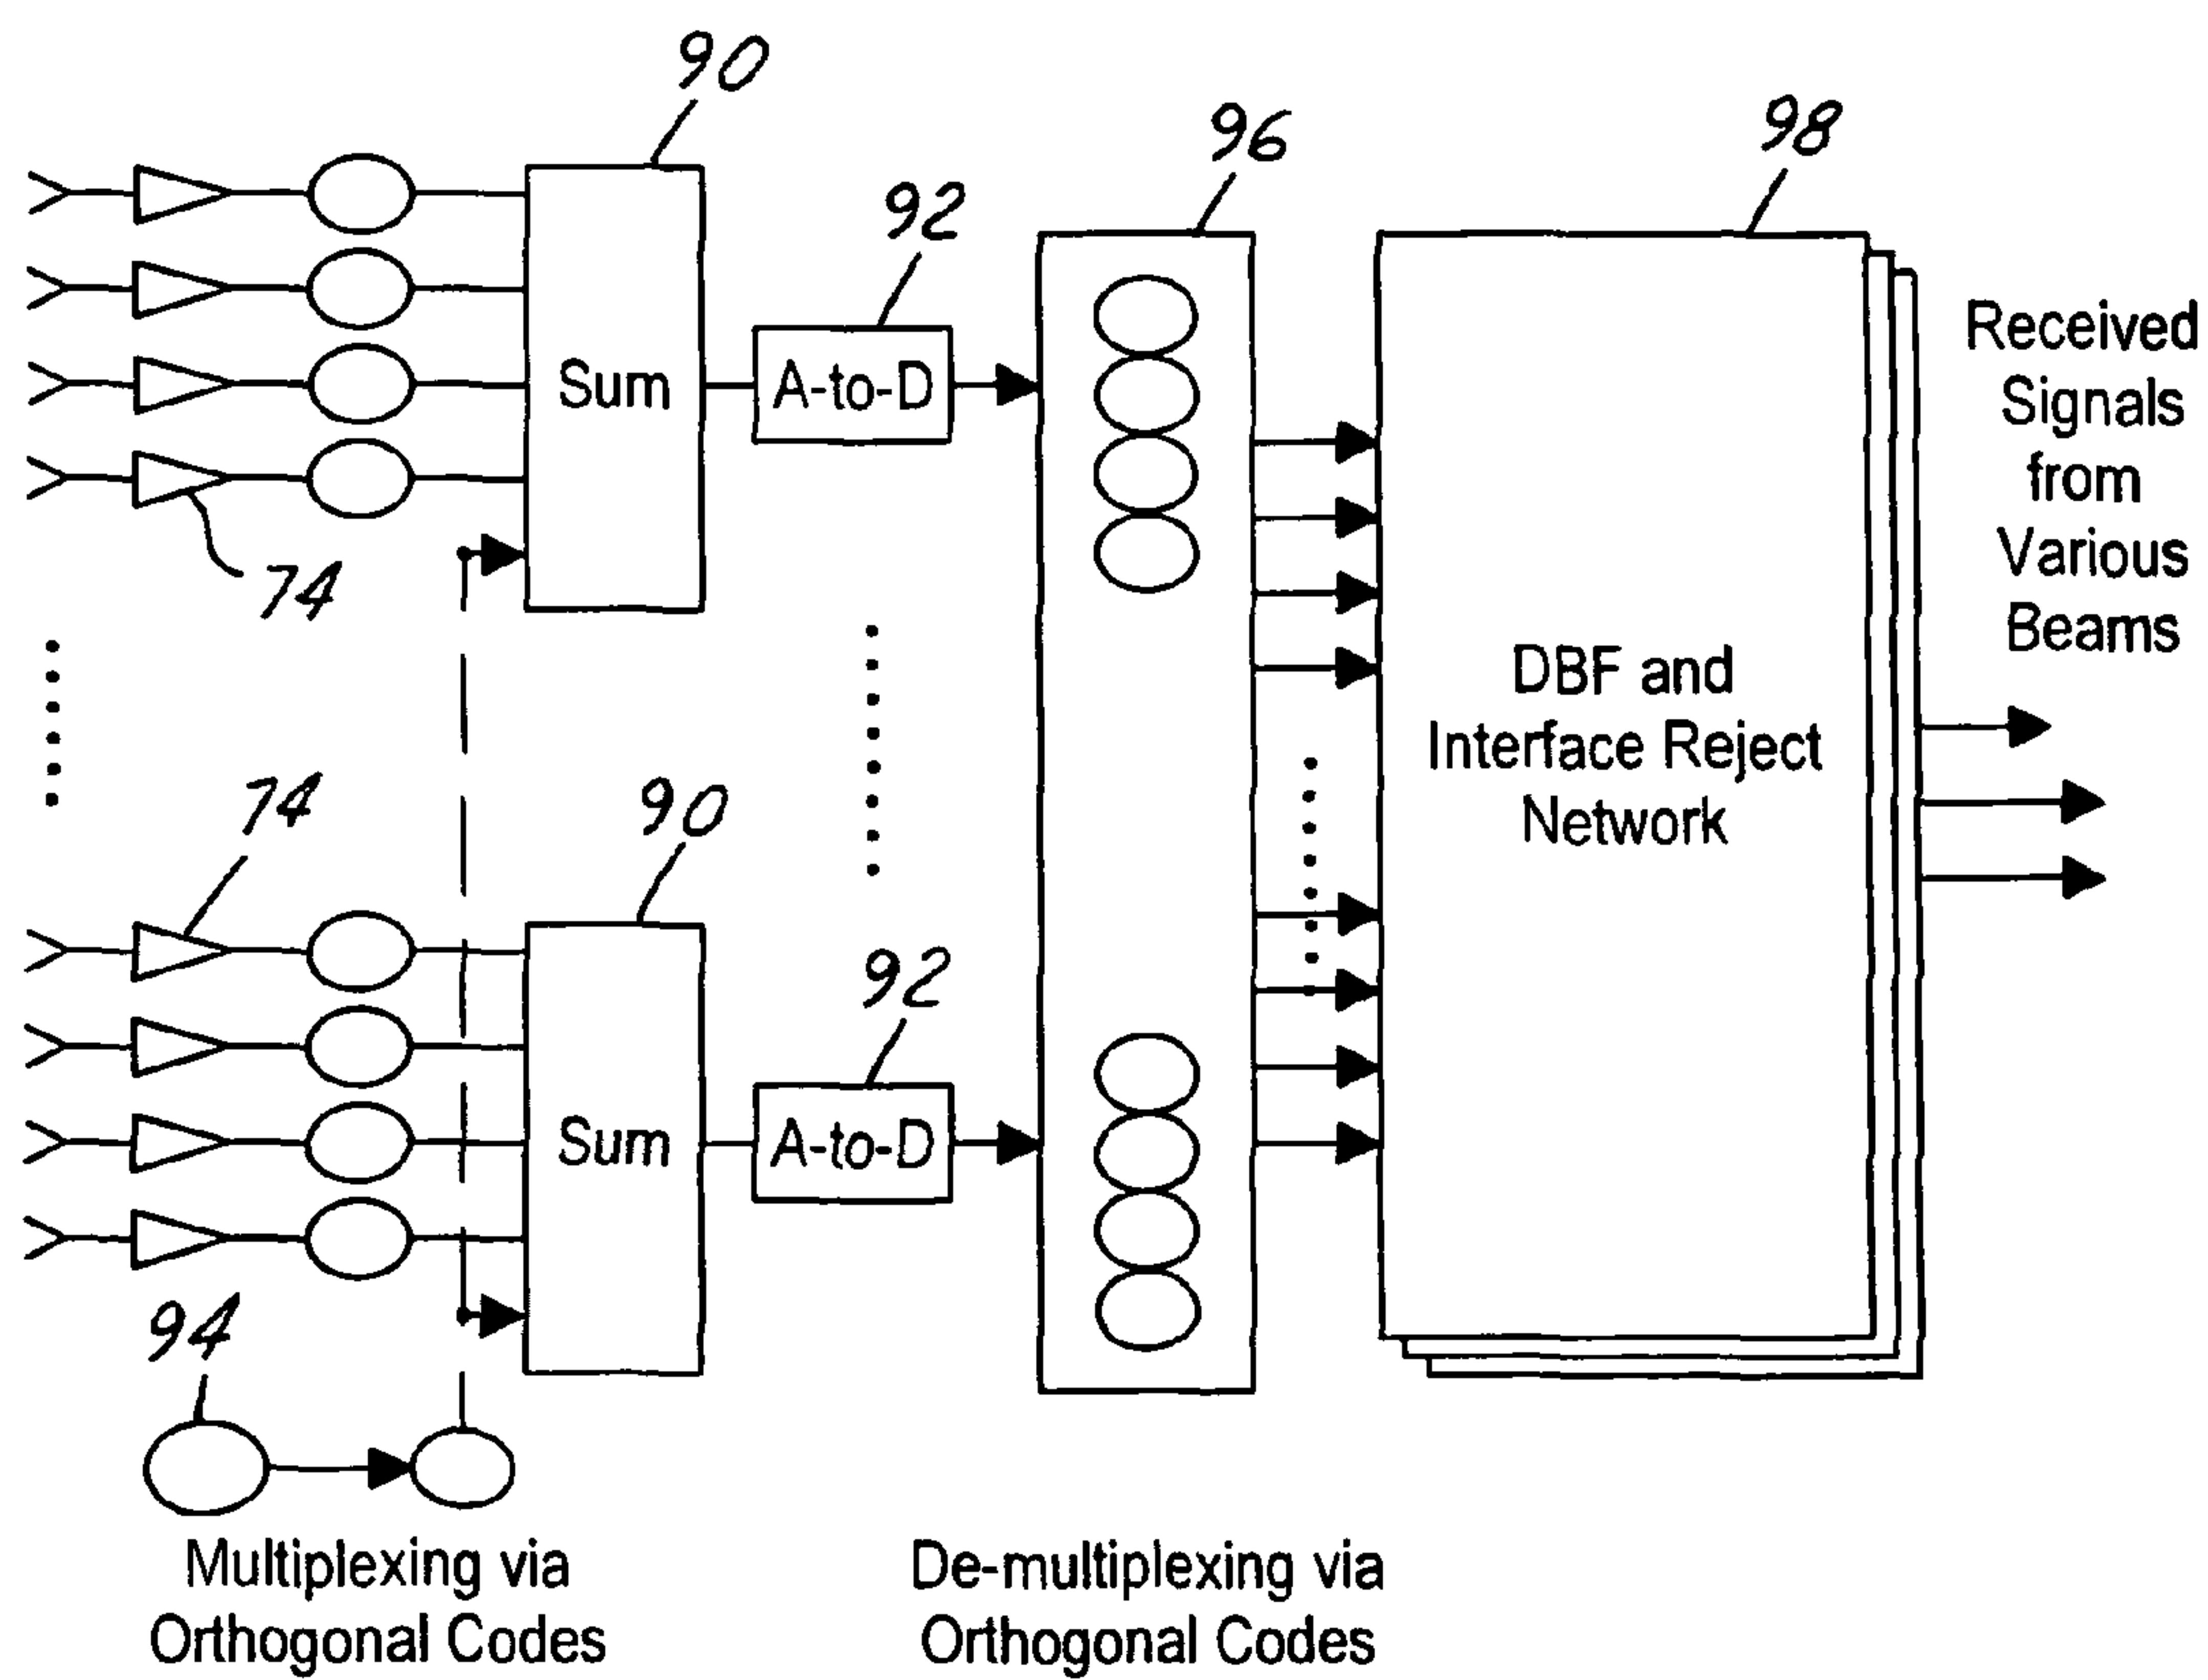 90
96
98
92
Received
Signals
from
Various
Beams
Sum
A-to-D
74
DBF and
Interface Reject
Network
74
90
92
Sum
A-to-D
94
Multiplexing via
Orthogonal Codes
De-multiplexing via
Orthogonal Codes